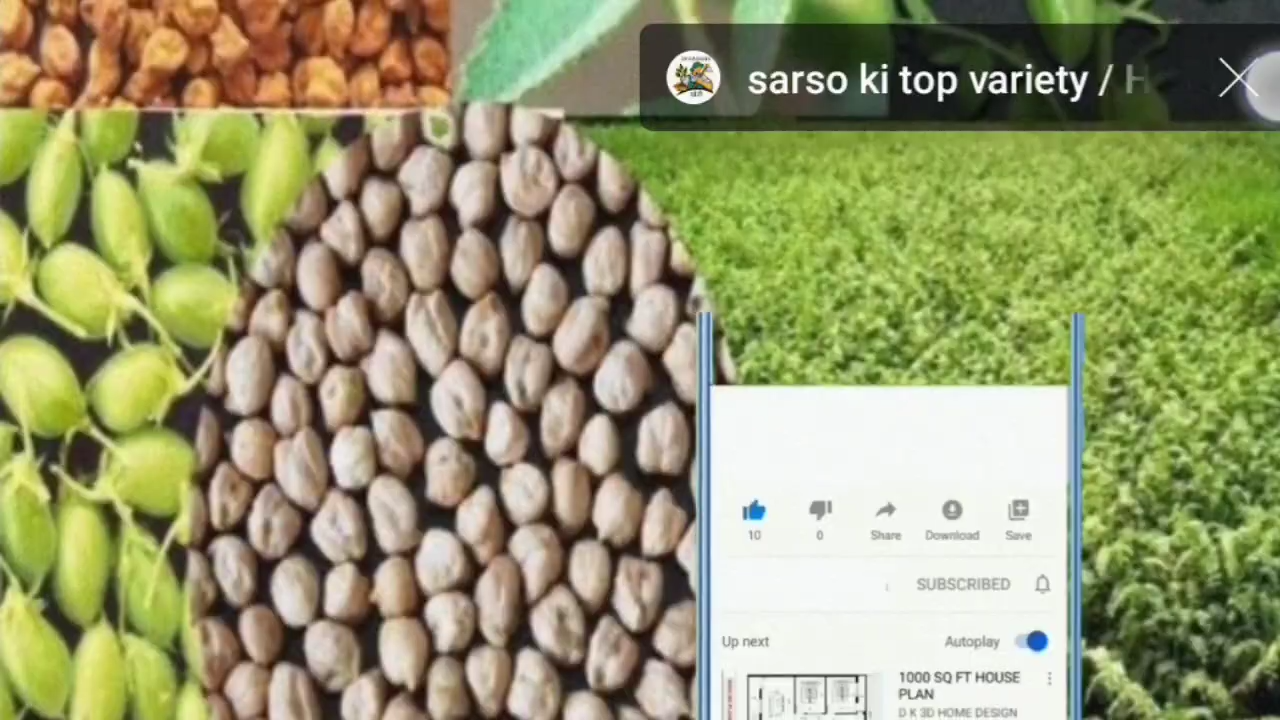 sarso ki top variety / H
10
0
Share
Download
Save
SUBSCRIBED
Up next
Autoplay
1000 SQ FT HOUSE
PLAN
D K 3D HOME DESIGN